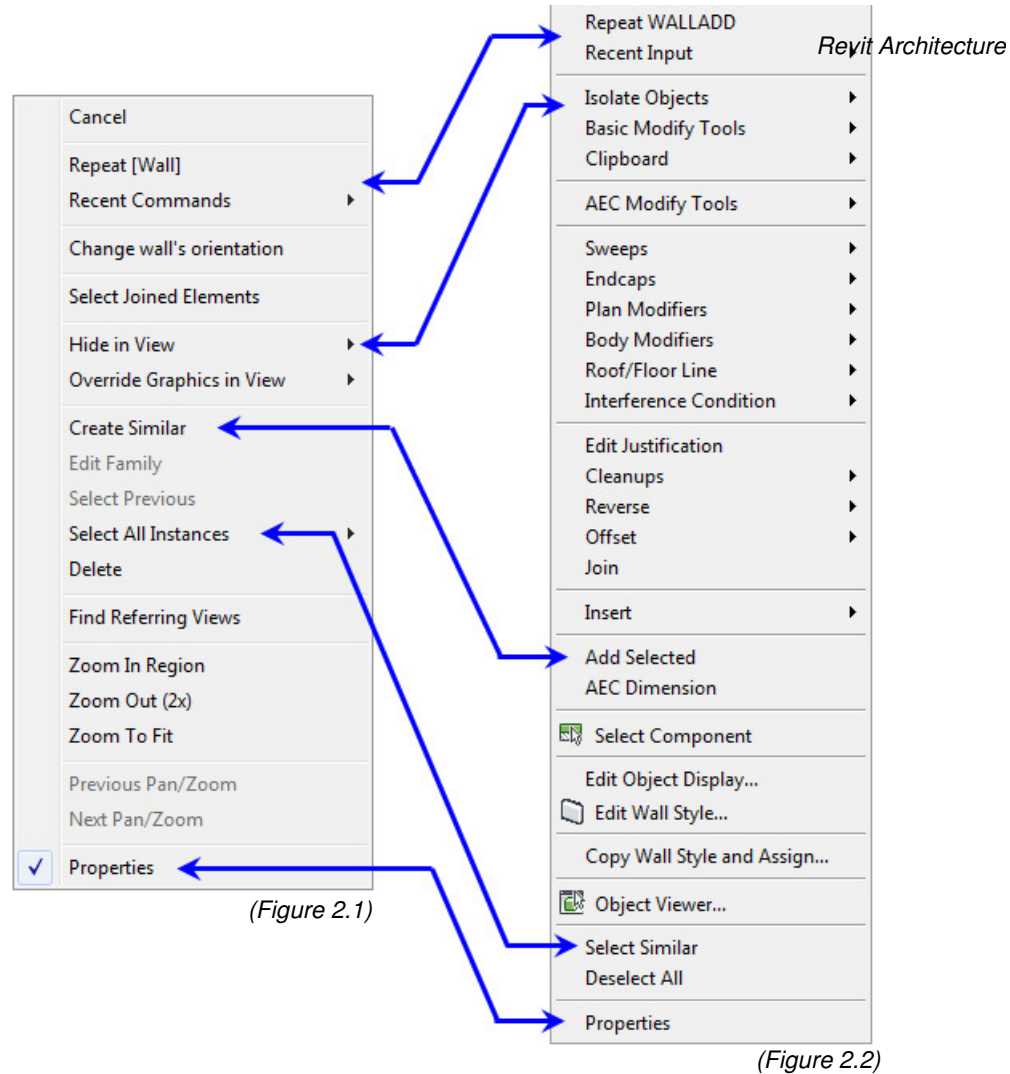 Revit Architecture
Cancel
Repeat [Wall]
Recent Commands
Change wall's orientation
Select Joined Elements
Hide in View
Override Graphics in View
Create Similar
Edit Family
Select Previous
Select All Instances
Delete
Find Referring Views
Zoom In Region
Zoom Out (2x)
Zoom To Fit
Previous Pan/Zoom
Next Pan/Zoom
Properties
(Figure 2.1)
Repeat WALLADD
Recent Input
Isolate Objects
Basic Modify Tools
Clipboard
AEC Modify Tools
Sweeps
Endcaps
Plan Modifiers
Body Modifiers
Roof/Floor Line
Interference Condition
Edit Justification
Cleanups
Reverse
Offset
Join
Insert
Add Selected
AEC Dimension
Select Component
Edit Object Display...
Edit Wall Style...
Copy Wall Style and Assign...
Object Viewer...
Select Similar
Deselect All
Properties
(Figure 2.2)